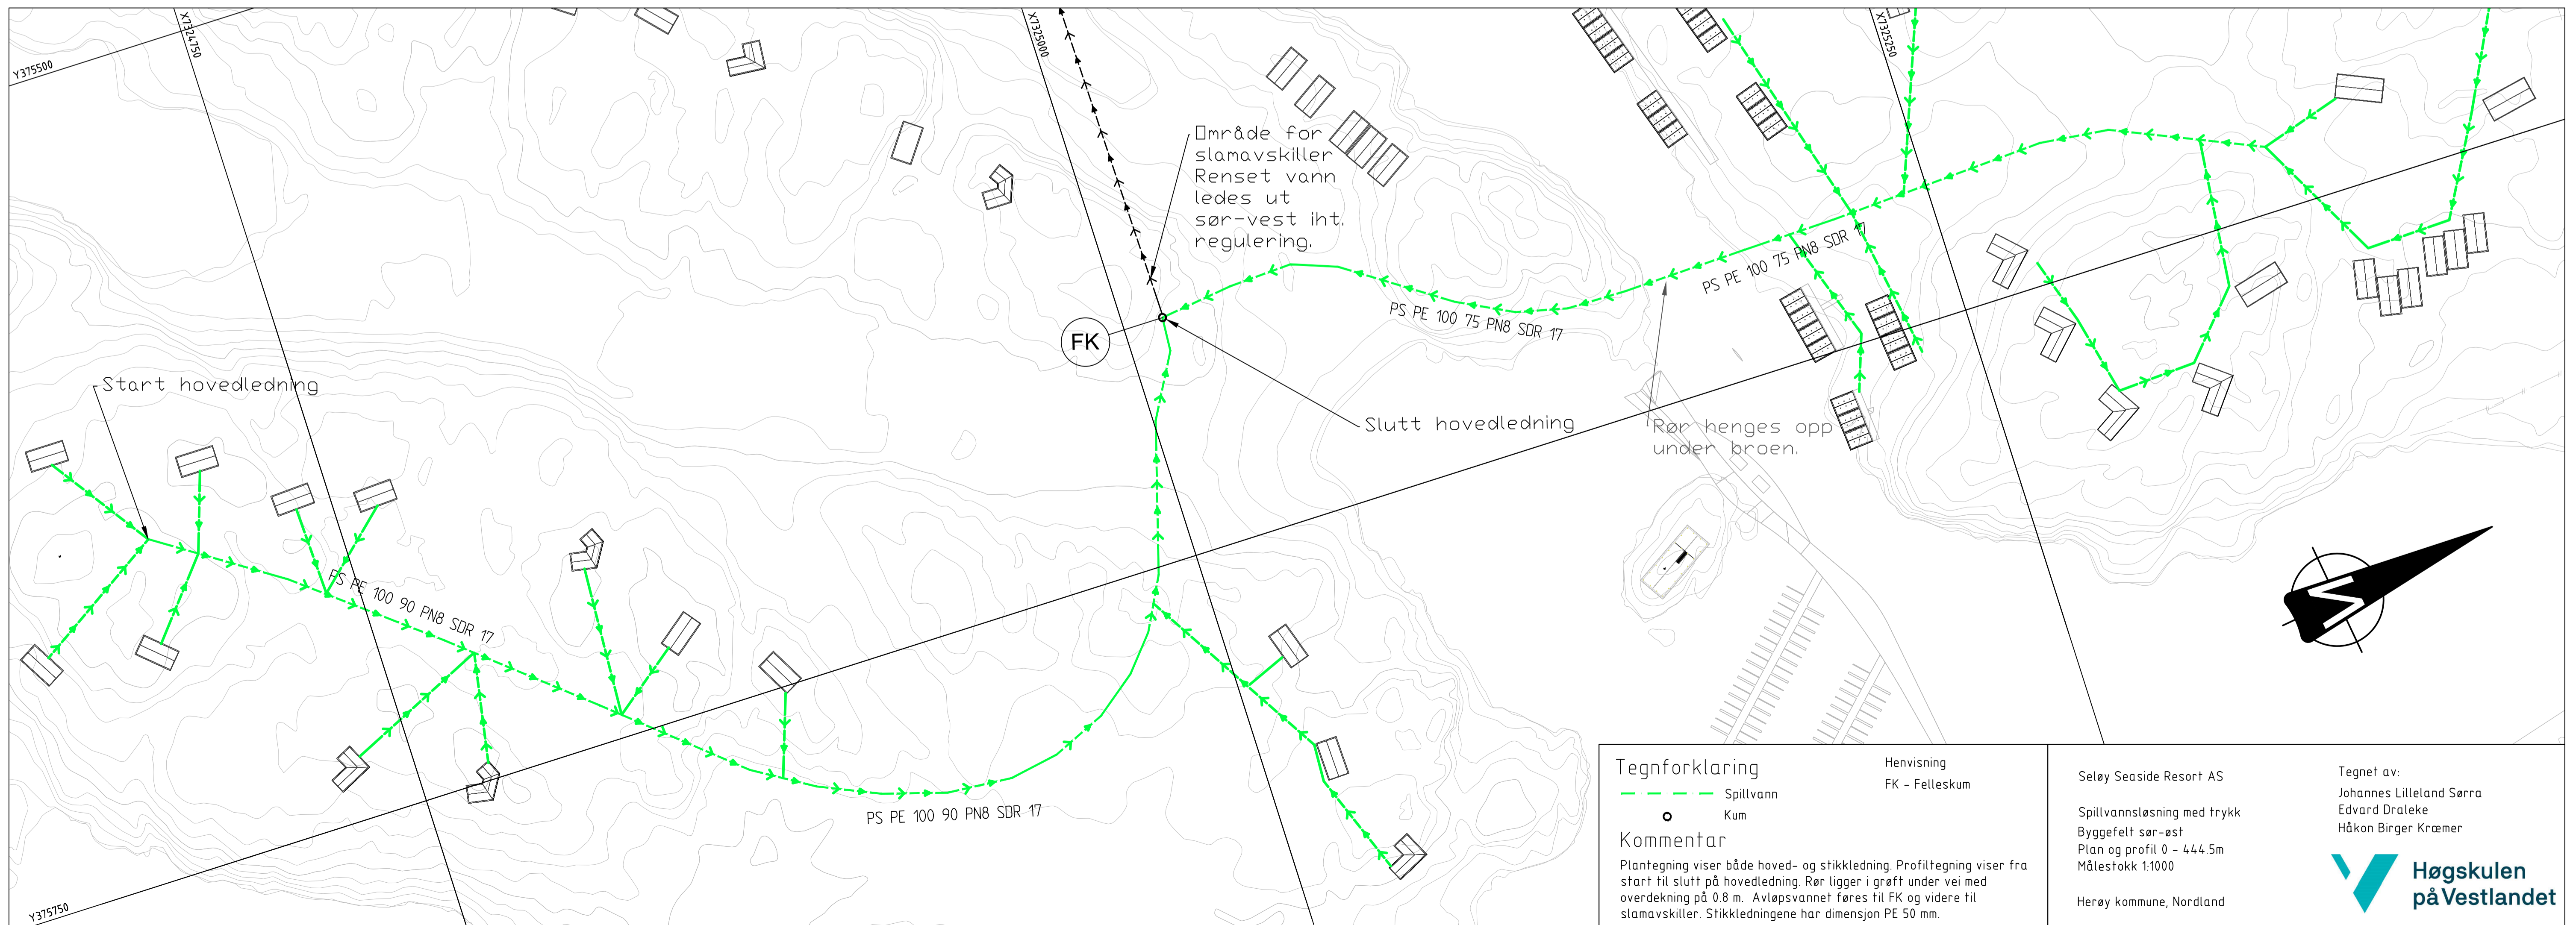 X7324750
X7325000
X7325250
Y375500
Område for
slamavskiller
Renset vann
ledes ut
sør-vest iht.
regulering.
PS PE 100 75 PN8 SDR 17
PS PE 100 75 PN8 SDR 17
FK
Start hovedledning
Slutt hovedledning
Rør henges opp
under broen.
PS PE 100 90 PN8 SDR 17
PS PE 100 90 PN8 SDR 17
N
Y375750
Tegnforklaring
Spillvann
Kum
Henvisning
FK - Felleskum
Kommentar
Plantegning viser både hoved- og stikkledning. Profiltegning viser fra
start til slutt på hovedledning. Rør ligger i grøft under vei med
overdekning på 0.8 m. Avløpsvannet føres til FK og videre til
slamavskiller. Stikkledningene har dimensjon PE 50 mm.
Seløy Seaside Resort AS
Spillvannsløsning med trykk
Byggefelt sør-øst
Plan og profil 0 - 444.5m
Målestokk 1:1000
Herøy kommune, Nordland
Tegnet av:
Johannes Lilleland Sørra
Edvard Draleke
Håkon Birger Kræmer
Høgskulen
på Vestlandet